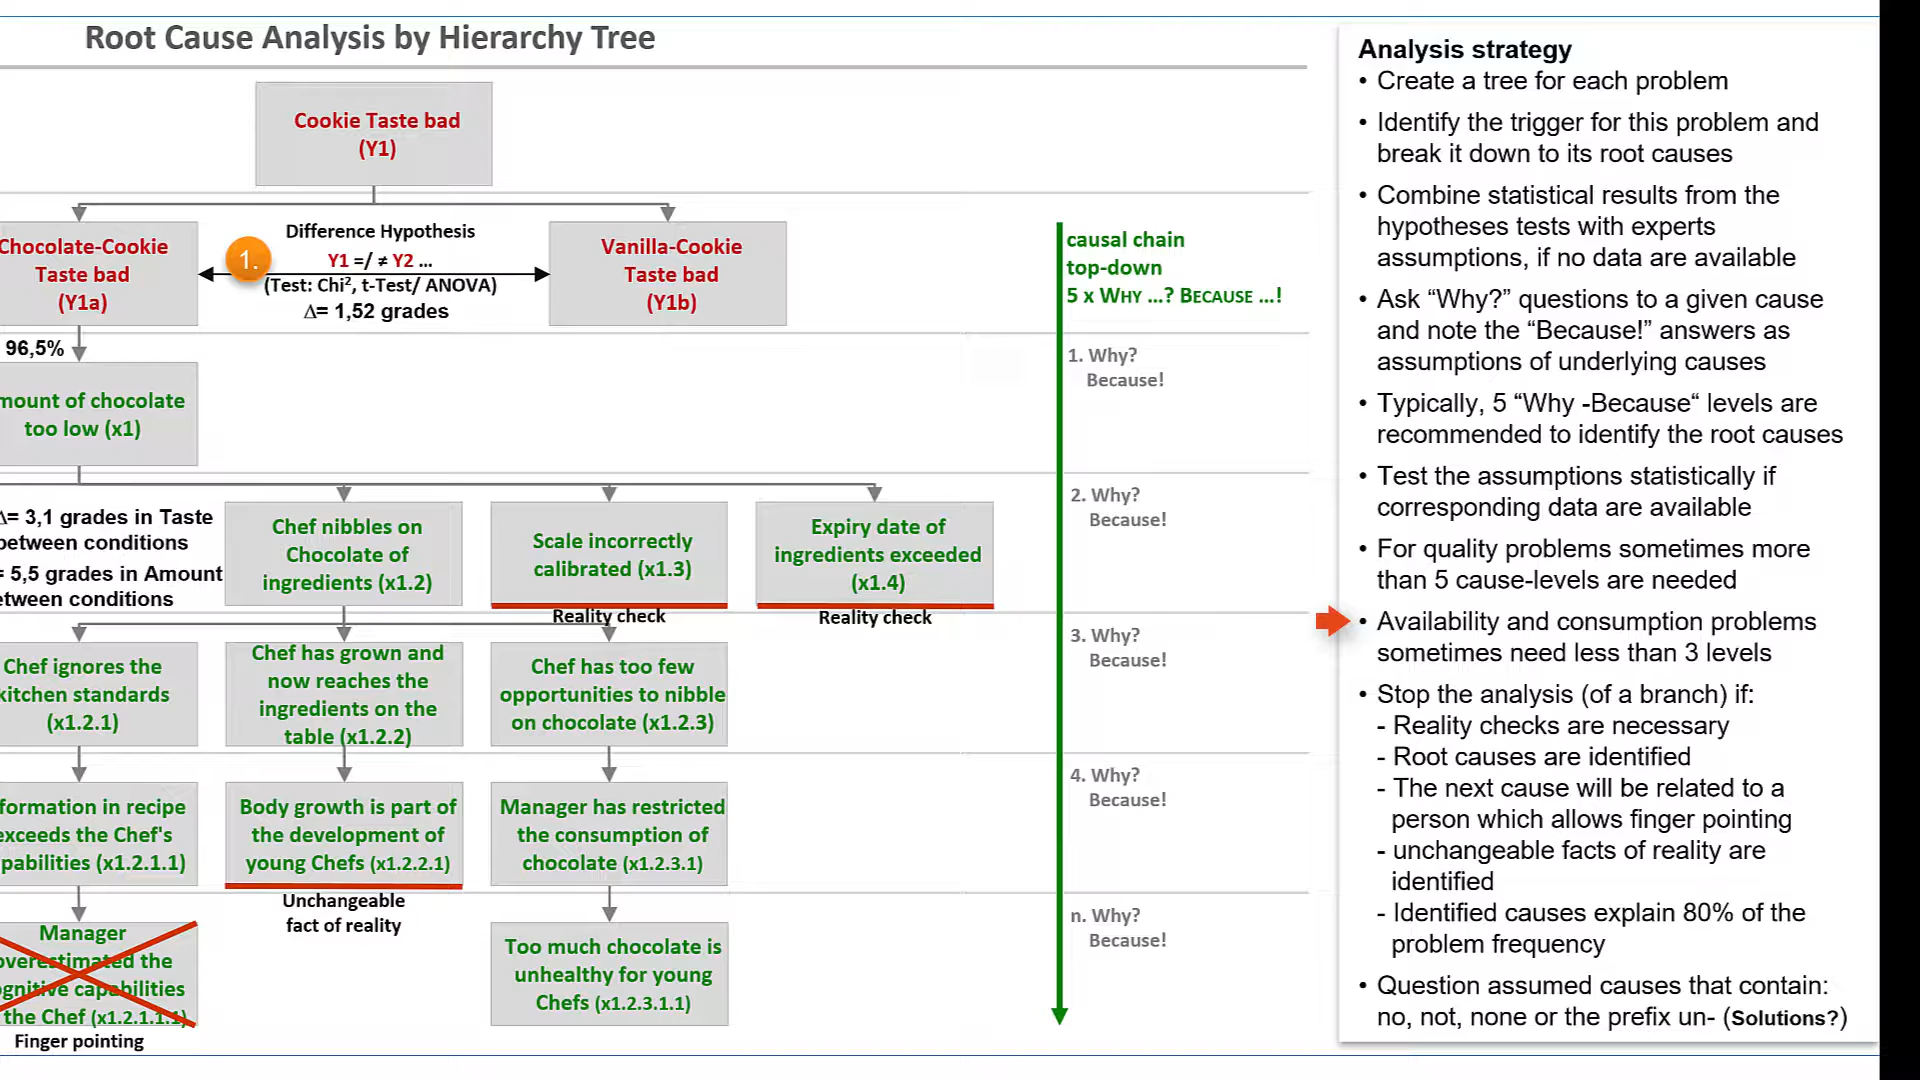 Root Cause Analysis by Hierarchy Tree
Cookie Taste bad
(Y1)
Chocolate-Cookie
Taste bad
(Y1a)
1.
Difference Hypothesis
Y1 =/ ≠ Y2 ...
(Test: Chi², t-Test/ ANOVA)
Δ= 1,52 grades
Vanilla-Cookie
Taste bad
(Y1b)
causal chain
top-down
5 x WHY ...? BECAUSE ...!
96,5%
mount of chocolate
too low (x1)
1. Why?
Because!
Δ= 3,1 grades in Taste
between conditions
= 5,5 grades in Amount
etween conditions
Chef nibbles on
Chocolate of
ingredients (x1.2)
Scale incorrectly
calibrated (x1.3)
Reality check
Expiry date of
ingredients exceeded
(x1.4)
Reality check
2. Why?
Because!
Chef ignores the
kitchen standards
(x1.2.1)
Chef has grown and
now reaches the
ingredients on the
table (x1.2.2)
Chef has too few
opportunities to nibble
on chocolate (x1.2.3)
3. Why?
Because!
formation in recipe
exceeds the Chef's
pabilities (x1.2.1.1)
Body growth is part of
the development of
young Chefs (x1.2.2.1)
Unchangeable
fact of reality
Manager has restricted
the consumption of
chocolate (x1.2.3.1)
4. Why?
Because!
Manager
overestimated the
ognitive capabilities
the Chef (x1.2.1.1.1)
Finger pointing
Too much chocolate is
unhealthy for young
Chefs (x1.2.3.1.1)
n. Why?
Because!
Analysis strategy
• Create a tree for each problem
• Identify the trigger for this problem and
break it down to its root causes
• Combine statistical results from the
hypotheses tests with experts
assumptions, if no data are available
• Ask “Why?” questions to a given cause
and note the “Because!” answers as
assumptions of underlying causes
• Typically, 5 “Why -Because“ levels are
recommended to identify the root causes
• Test the assumptions statistically if
corresponding data are available
• For quality problems sometimes more
than 5 cause-levels are needed
• Availability and consumption problems
sometimes need less than 3 levels
• Stop the analysis (of a branch) if:
- Reality checks are necessary
- Root causes are identified
- The next cause will be related to a
person which allows finger pointing
- unchangeable facts of reality are
identified
- Identified causes explain 80% of the
problem frequency
• Question assumed causes that contain:
no, not, none or the prefix un- (Solutions?)